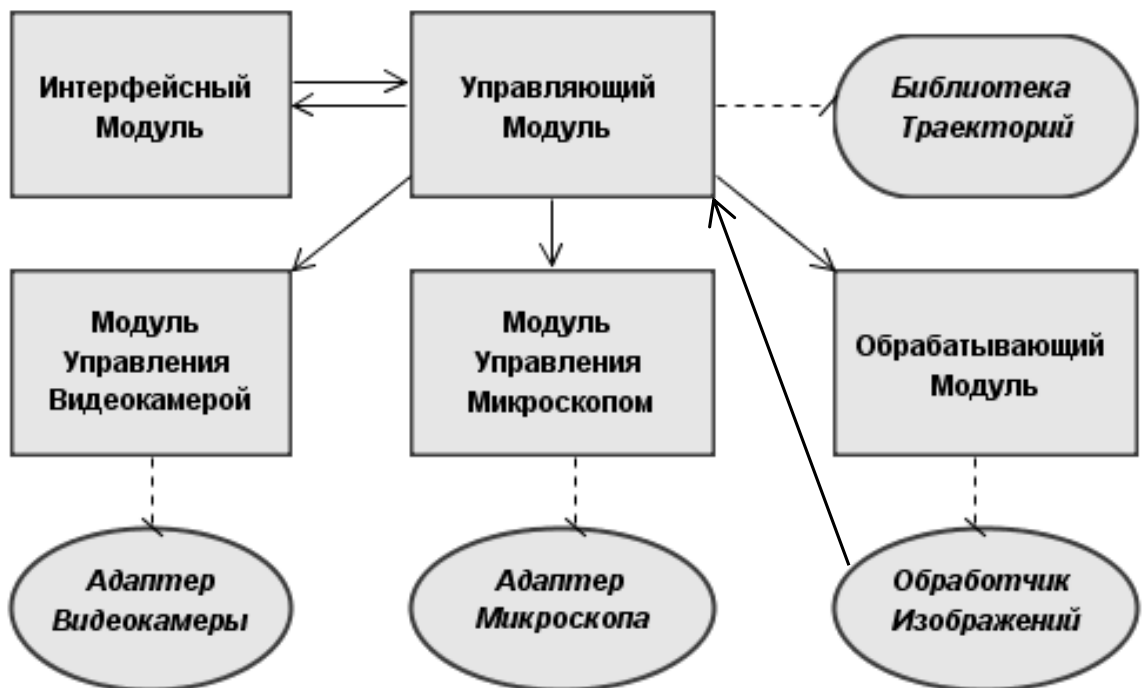 Интерфейсный
Модуль
Управляющий
Модуль
Библиотека
Траекторий
Модуль
Управления
Видеокамерой
Модуль
Управления
Микроскопом
Обрабатывающий
Модуль
Адаптер
Видеокамеры
Адаптер
Микроскопа
Обработчик
Изображений